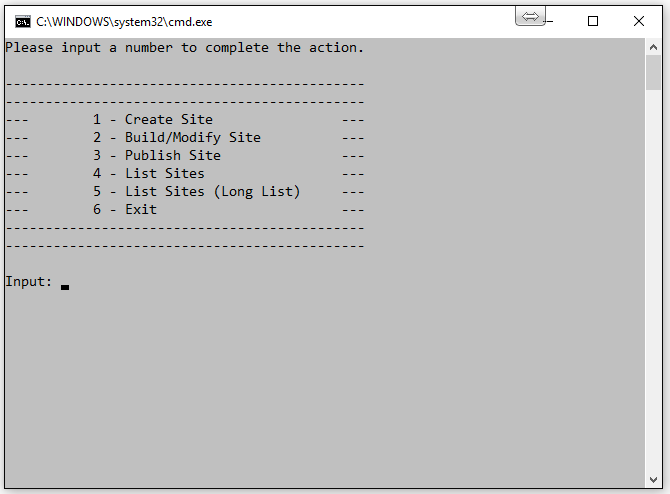 C:\WINDOWS\system32\cmd.exe
Please input a number to complete the action.
---------------------------------------------
---------------------------------------------
---        1 - Create Site                ---
---        2 - Build/Modify Site          ---
---        3 - Publish Site               ---
---        4 - List Sites                 ---
---        5 - List Sites (Long List)     ---
---        6 - Exit                       ---
---------------------------------------------
---------------------------------------------
Input: